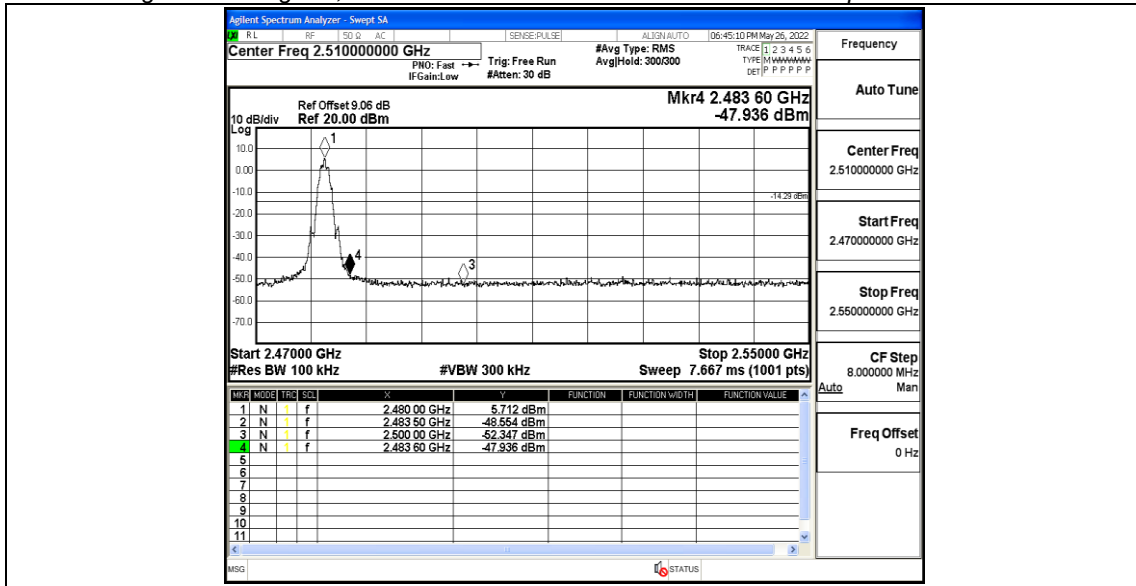 Agilent Spectrum Analyzer - Swept SA
RL RF 50 Ω AC SENSE:PULSE ALIGN AUTO 06:45:10 PM May 26, 2022
Center Freq 2.510000000 GHz
PNO: Fast
IFGain:Low
Trig: Free Run
#Atten: 30 dB
#Avg Type: RMS
Avg|Hold: 300/300
TRACE 1 2 3 4 5 6
TYPE M
DET P P P P P P
Mkr4 2.483 60 GHz
-47.936 dBm
Ref Offset 9.06 dB
10 dB/div Ref 20.00 dBm
Log
10.0
0.00
-10.0
-20.0
-30.0
-40.0
-50.0
-60.0
-70.0
1
4
3
-14.29 dBm
Start 2.47000 GHz Stop 2.55000 GHz
#Res BW 100 kHz #VBW 300 kHz Sweep 7.667 ms (1001 pts)
MKR MODE TRC SCL X Y FUNCTION FUNCTION WIDTH FUNCTION VALUE
1 N 1 f 2.480 00 GHz 5.712 dBm
2 N 1 f 2.483 50 GHz -48.554 dBm
3 N 1 f 2.500 00 GHz -52.347 dBm
4 N 1 f 2.483 60 GHz -47.936 dBm
5
6
7
8
9
10
11
MSG STATUS
Frequency
Auto Tune
Center Freq
2.510000000 GHz
Start Freq
2.470000000 GHz
Stop Freq
2.550000000 GHz
CF Step
8.000000 MHz
Auto Man
Freq Offset
0 Hz